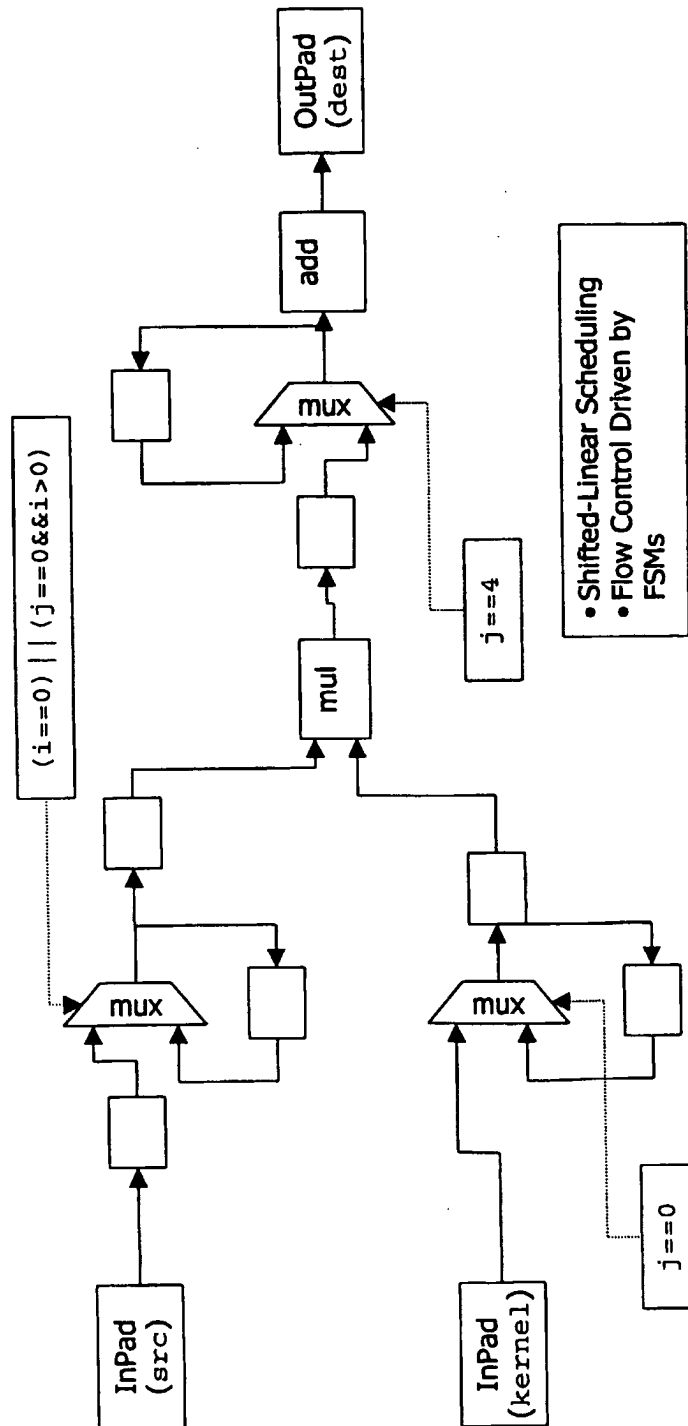 InPad
(src)
mux
(i==0)||(j==0&&i>0)
InPad
(kernel)
mux
j==0
mul
mux
j==4
add
OutPad
(dest)
• Shifted-Linear Scheduling
• Flow Control Driven by
FSMs